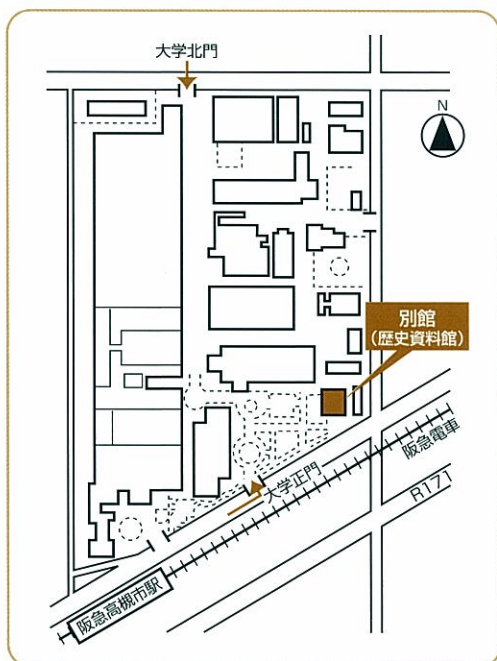 大学北門
N
別館
(歴史資料館)
阪急電車
大学正門
R171
阪急高槻市駅